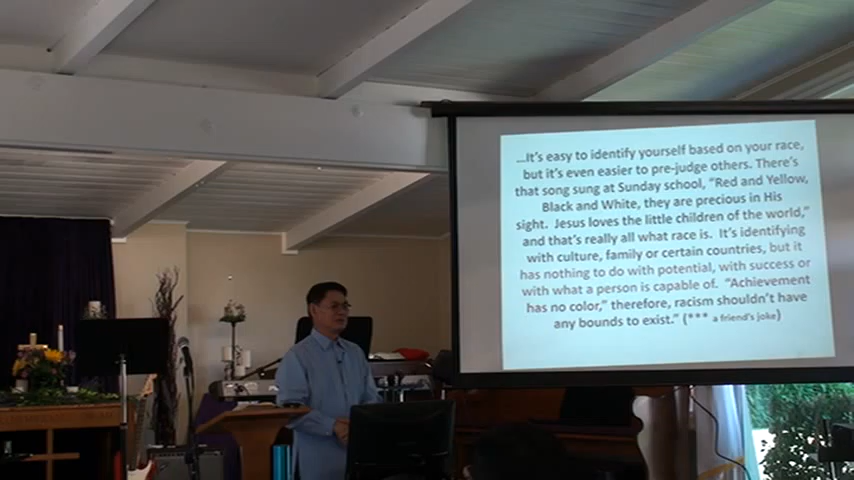 ...It's easy to identify yourself based on your race,
but it's even easier to pre-judge others. There's
that song sung at Sunday school, "Red and Yellow,
Black and White, they are precious in His
sight. Jesus loves the little children of the world,"
and that's really all what race is. It's identifying
with culture, family or certain countries, but it
has nothing to do with potential, with success or
with what a person is capable of. "Achievement
has no color," therefore, racism shouldn't have
any bounds to exist." (*** a friend's joke)